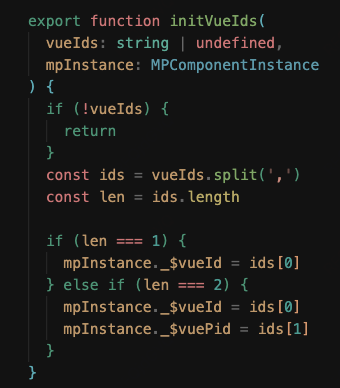 export function initVueIds(
  vueIds: string | undefined,
  mpInstance: MPComponentInstance
) {
  if (!vueIds) {
    return
  }
  const ids = vueIds.split(',')
  const len = ids.length

  if (len === 1) {
    mpInstance._$vueId = ids[0]
  } else if (len === 2) {
    mpInstance._$vueId = ids[0]
    mpInstance._$vuePid = ids[1]
  }
}